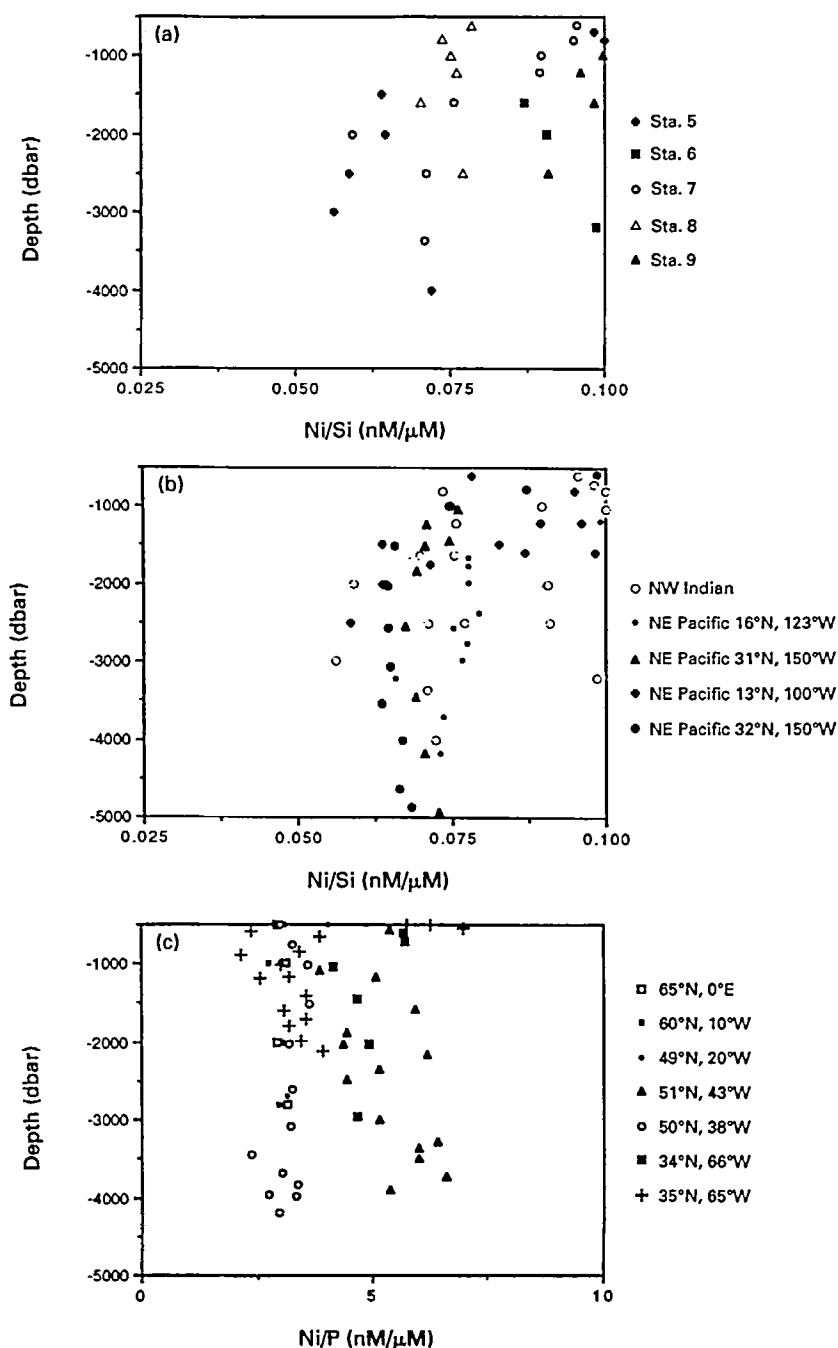 (a)
-1000
-2000
-3000
-4000
-5000
Depth (dbar)
0.025
0.050
0.075
0.100
Ni/Si (nM/μM)
Sta. 5
Sta. 6
Sta. 7
Sta. 8
Sta. 9
(b)
-1000
-2000
-3000
-4000
-5000
Depth (dbar)
0.025
0.050
0.075
0.100
Ni/Si (nM/μM)
NW Indian
NE Pacific 16°N, 123°W
NE Pacific 31°N, 150°W
NE Pacific 13°N, 100°W
NE Pacific 32°N, 150°W
(c)
-1000
-2000
-3000
-4000
-5000
Depth (dbar)
0
5
10
Ni/P (nM/μM)
65°N, 0°E
60°N, 10°W
49°N, 20°W
51°N, 43°W
50°N, 38°W
34°N, 66°W
35°N, 65°W